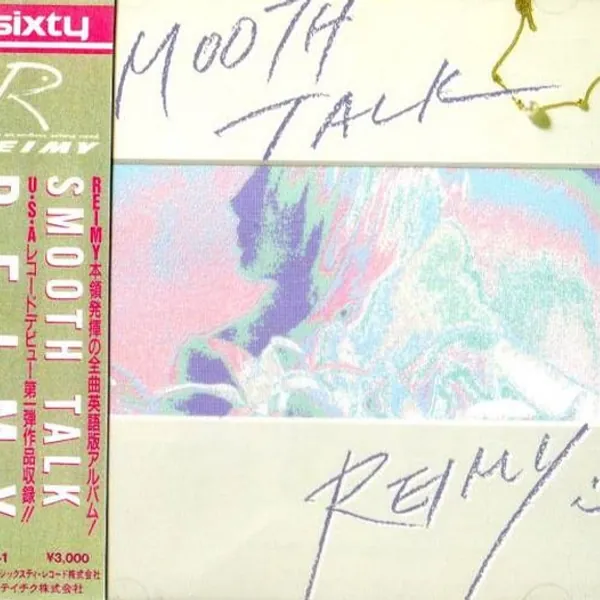 sixty
MOOTH
TALK
REIMY
SMOOTH TALK
REIMY
REIMY本領発揮の全曲英語版アルバム!
U・S・Aレコードデビュー第一弾作品収録!!
¥3,000
シックスティ・レコード株式会社
テイチク株式会社
REIMY